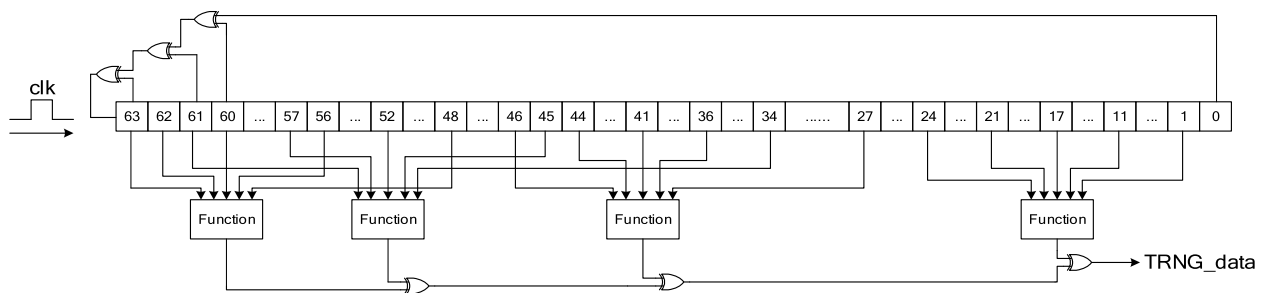 clk
63 62 61 60 ... 57 56 ... 52 ... 48 ... 46 45 44 ... 41 ... 36 ... 34 ...... 27 ... 24 ... 21 ... 17 ... 11 ... 1 0
Function Function Function Function
TRNG_data